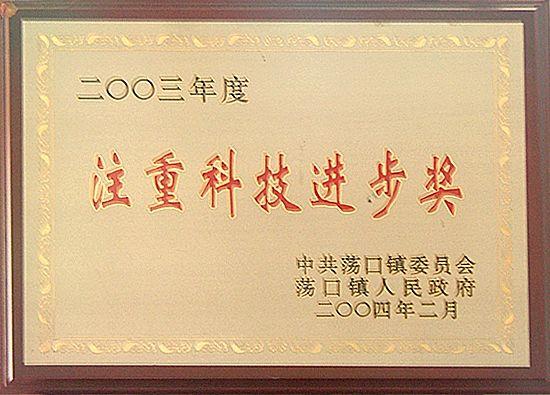 二〇〇三年度
注重科技进步奖
中共荡口镇委员会
荡口镇人民政府
二〇〇四年二月